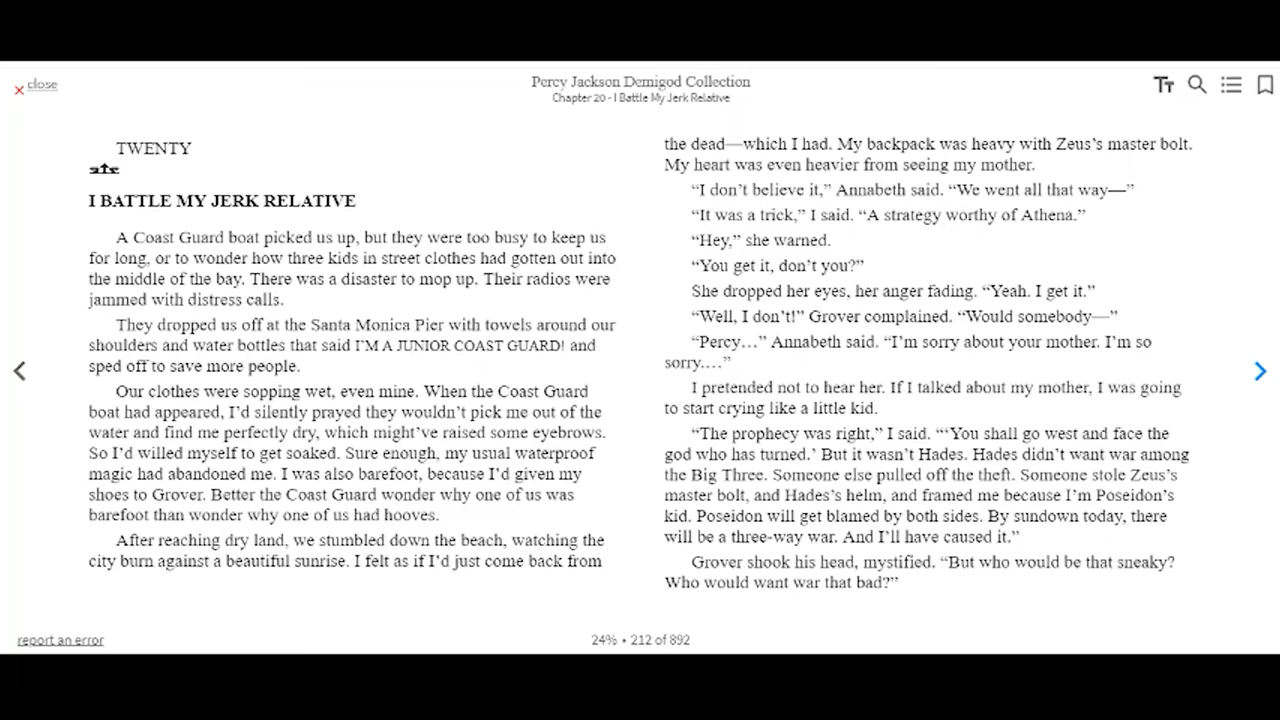 close
Percy Jackson Demigod Collection
Chapter 20 - I Battle My Jerk Relative
TWENTY
I BATTLE MY JERK RELATIVE
A Coast Guard boat picked us up, but they were too busy to keep us
for long, or to wonder how three kids in street clothes had gotten out into
the middle of the bay. There was a disaster to mop up. Their radios were
jammed with distress calls.
They dropped us off at the Santa Monica Pier with towels around our
shoulders and water bottles that said I’M A JUNIOR COAST GUARD! and
sped off to save more people.
Our clothes were sopping wet, even mine. When the Coast Guard
boat had appeared, I’d silently prayed they wouldn’t pick me out of the
water and find me perfectly dry, which might’ve raised some eyebrows.
So I’d willed myself to get soaked. Sure enough, my usual waterproof
magic had abandoned me. I was also barefoot, because I’d given my
shoes to Grover. Better the Coast Guard wonder why one of us was
barefoot than wonder why one of us had hooves.
After reaching dry land, we stumbled down the beach, watching the
city burn against a beautiful sunrise. I felt as if I’d just come back from
the dead—which I had. My backpack was heavy with Zeus’s master bolt.
My heart was even heavier from seeing my mother.
“I don’t believe it,” Annabeth said. “We went all that way—”
“It was a trick,” I said. “A strategy worthy of Athena.”
“Hey,” she warned.
“You get it, don’t you?”
She dropped her eyes, her anger fading. “Yeah. I get it.”
“Well, I don’t!” Grover complained. “Would somebody—”
“Percy…” Annabeth said. “I’m sorry about your mother. I’m so
sorry.…”
I pretended not to hear her. If I talked about my mother, I was going
to start crying like a little kid.
“The prophecy was right,” I said. “‘You shall go west and face the
god who has turned.’ But it wasn’t Hades. Hades didn’t want war among
the Big Three. Someone else pulled off the theft. Someone stole Zeus’s
master bolt, and Hades’s helm, and framed me because I’m Poseidon’s
kid. Poseidon will get blamed by both sides. By sundown today, there
will be a three-way war. And I’ll have caused it.”
Grover shook his head, mystified. “But who would be that sneaky?
Who would want war that bad?”
report an error
24% • 212 of 892